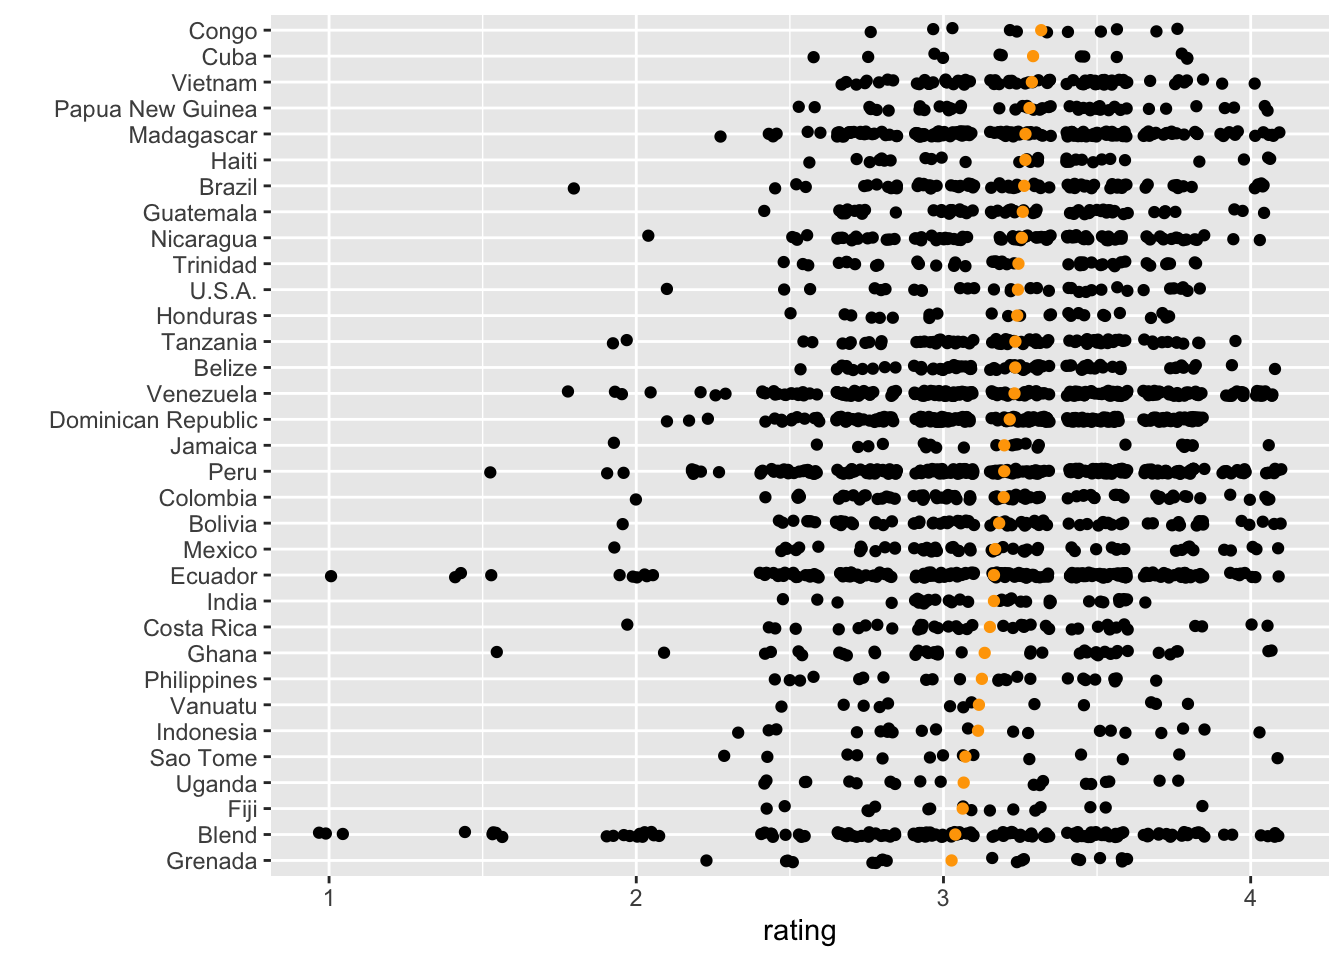 Congo
Cuba
Vietnam
Papua New Guinea
Madagascar
Haiti
Brazil
Guatemala
Nicaragua
Trinidad
U.S.A.
Honduras
Tanzania
Belize
Venezuela
Dominican Republic
Jamaica
Peru
Colombia
Bolivia
Mexico
Ecuador
India
Costa Rica
Ghana
Philippines
Vanuatu
Indonesia
Sao Tome
Uganda
Fiji
Blend
Grenada
1 2 3 4
rating